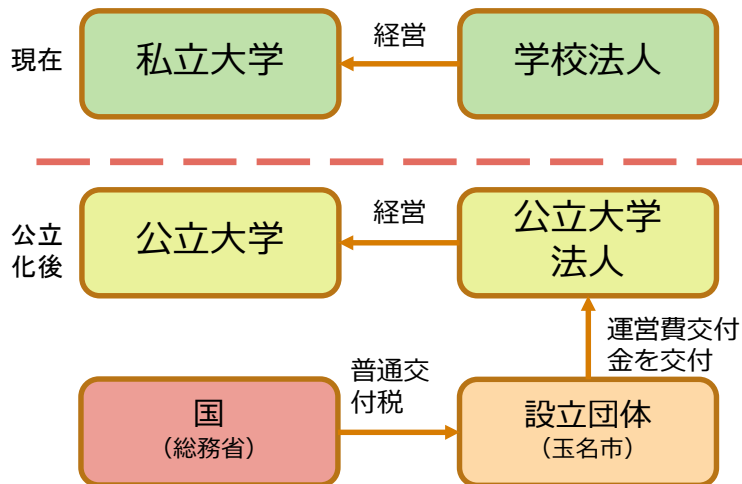 現在
私立大学
経営
学校法人
公立
化後
公立大学
経営
公立大学
法人
運営費交付
金を交付
普通交
付税
国
（総務省）
設立団体
（玉名市）